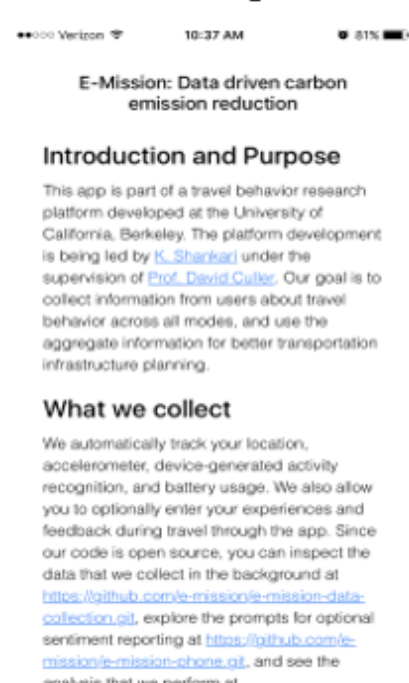 Verizon 10:37 AM 81%
E-Mission: Data driven carbon
emission reduction
Introduction and Purpose
This app is part of a travel behavior research
platform developed at the University of
California, Berkeley. The platform development
is being led by K. Shankari under the
supervision of Prof. David Culler. Our goal is to
collect information from users about travel
behavior across all modes, and use the
aggregate information for better transportation
infrastructure planning.
What we collect
We automatically track your location,
accelerometer, device-generated activity
recognition, and battery usage. We also allow
you to optionally enter your experiences and
feedback during travel through the app. Since
our code is open source, you can inspect the
data that we collect in the background at
https://github.com/e-mission/e-mission-data-
collection.git, explore the prompts for optional
sentiment reporting at https://github.com/e-
mission/e-mission-phone.git, and see the
analysis that we perform at